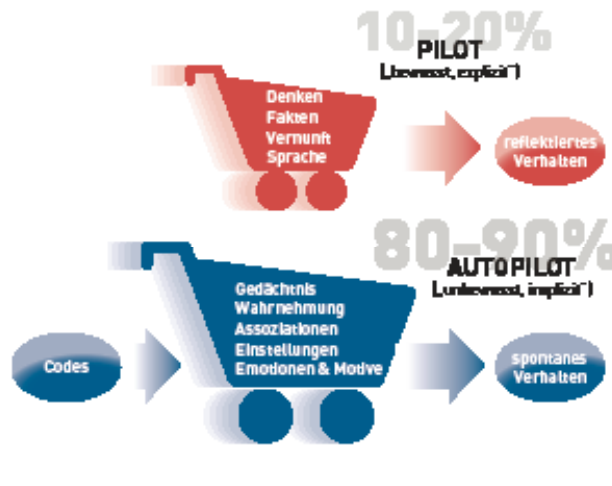 10-20%
PILOT
(„bewusst, explizit“)
Denken
Fakten
Vernunft
Sprache
reflektiertes
Verhalten
80-90%
AUTOPILOT
(„unbewusst, implizit“)
Gedächtnis
Wahrnehmung
Assoziationen
Einstellungen
Emotionen & Motive
Codes
spontanes
Verhalten